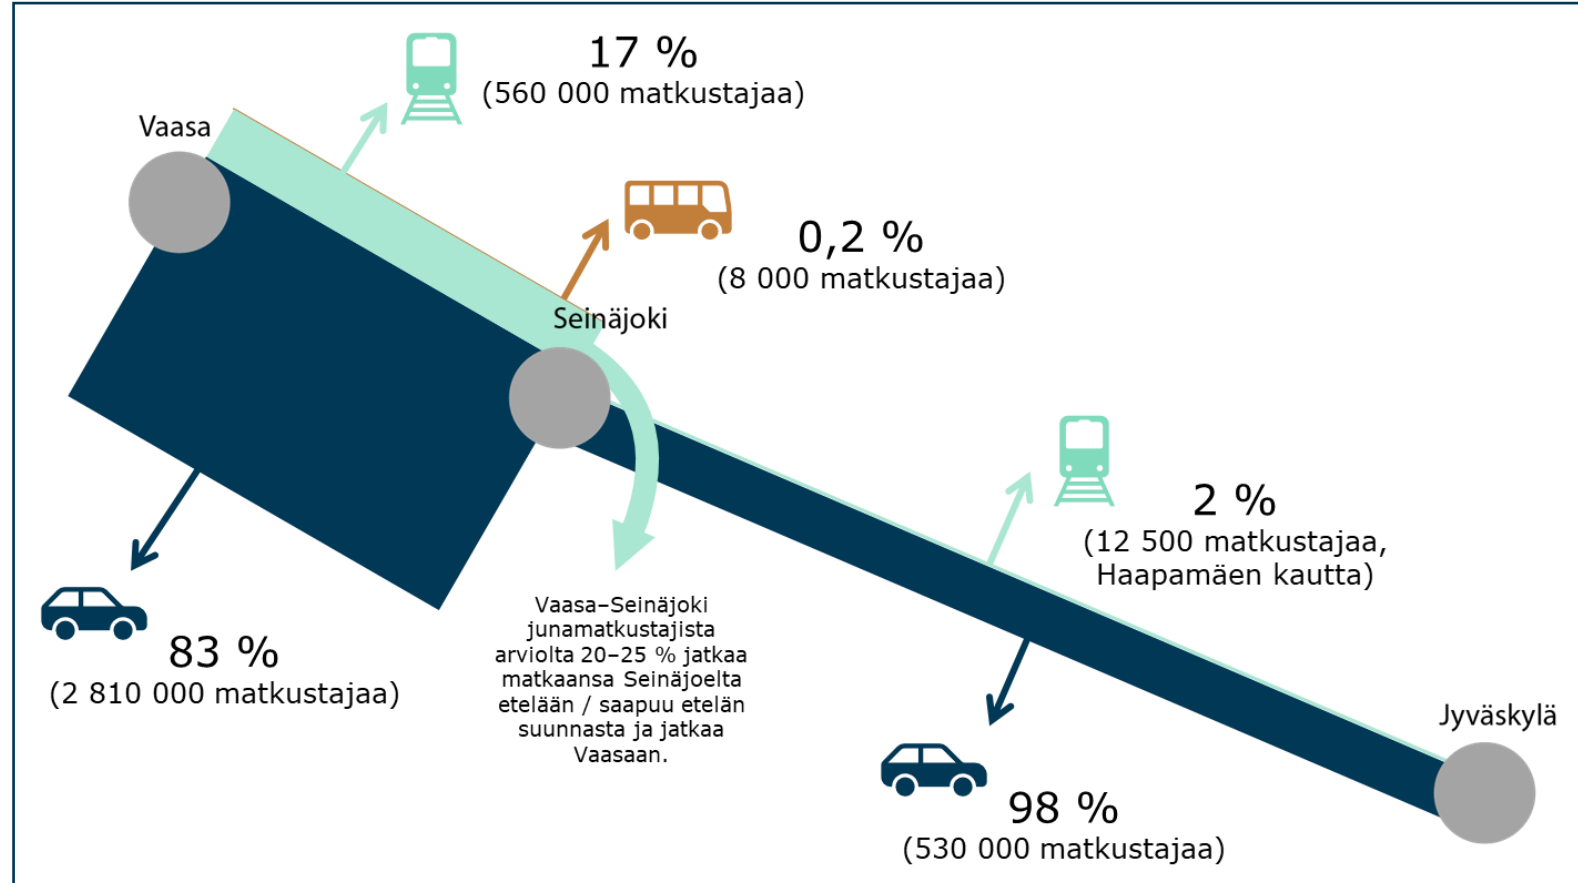 17 %
(560 000 matkustajaa)
Vaasa
0,2 %
(8 000 matkustajaa)
Seinäjoki
2 %
(12 500 matkustajaa,
Haapamäen kautta)
83 %
(2 810 000 matkustajaa)
Vaasa–Seinäjoki
junamatkustajista
arviolta 20–25 % jatkaa
matkaansa Seinäjoelta
etelään / saapuu etelän
suunnasta ja jatkaa
Vaasaan.
Jyväskylä
98 %
(530 000 matkustajaa)